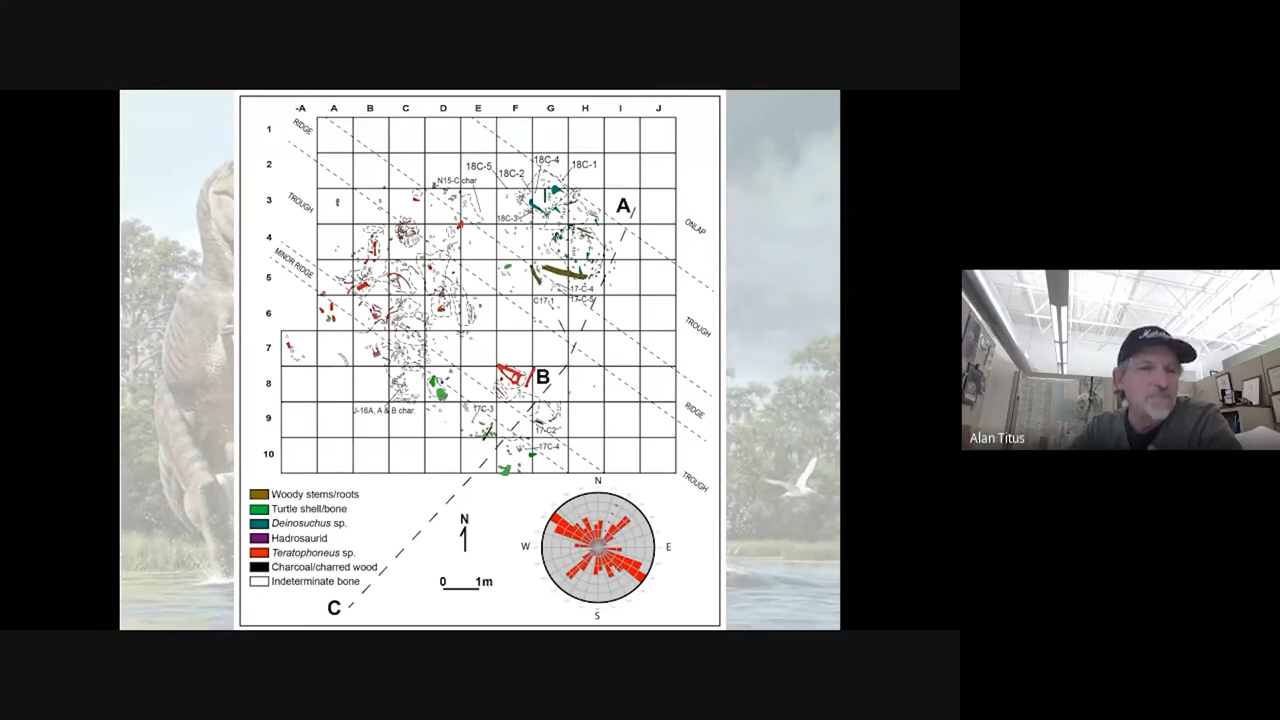 -A A B C D E F G H I J
1
2
3
4
5
6
7
8
9
10
RIDGE
TROUGH
MINOR RIDGE
ONLAP
TROUGH
RIDGE
TROUGH
N15-C char
18C-5
18C-2
18C-4
18C-1
18C-3
A
17-C-4
17-C-5
C17-1
B
J-16A, A & B char.
17C-3
17-C2
17C-4
Woody stems/roots
Turtle shell/bone
Deinosuchus sp.
Hadrosaurid
Teratophoneus sp.
Charcoal/charred wood
Indeterminate bone
C
N
0 1m
N
W E
S
Alan Titus